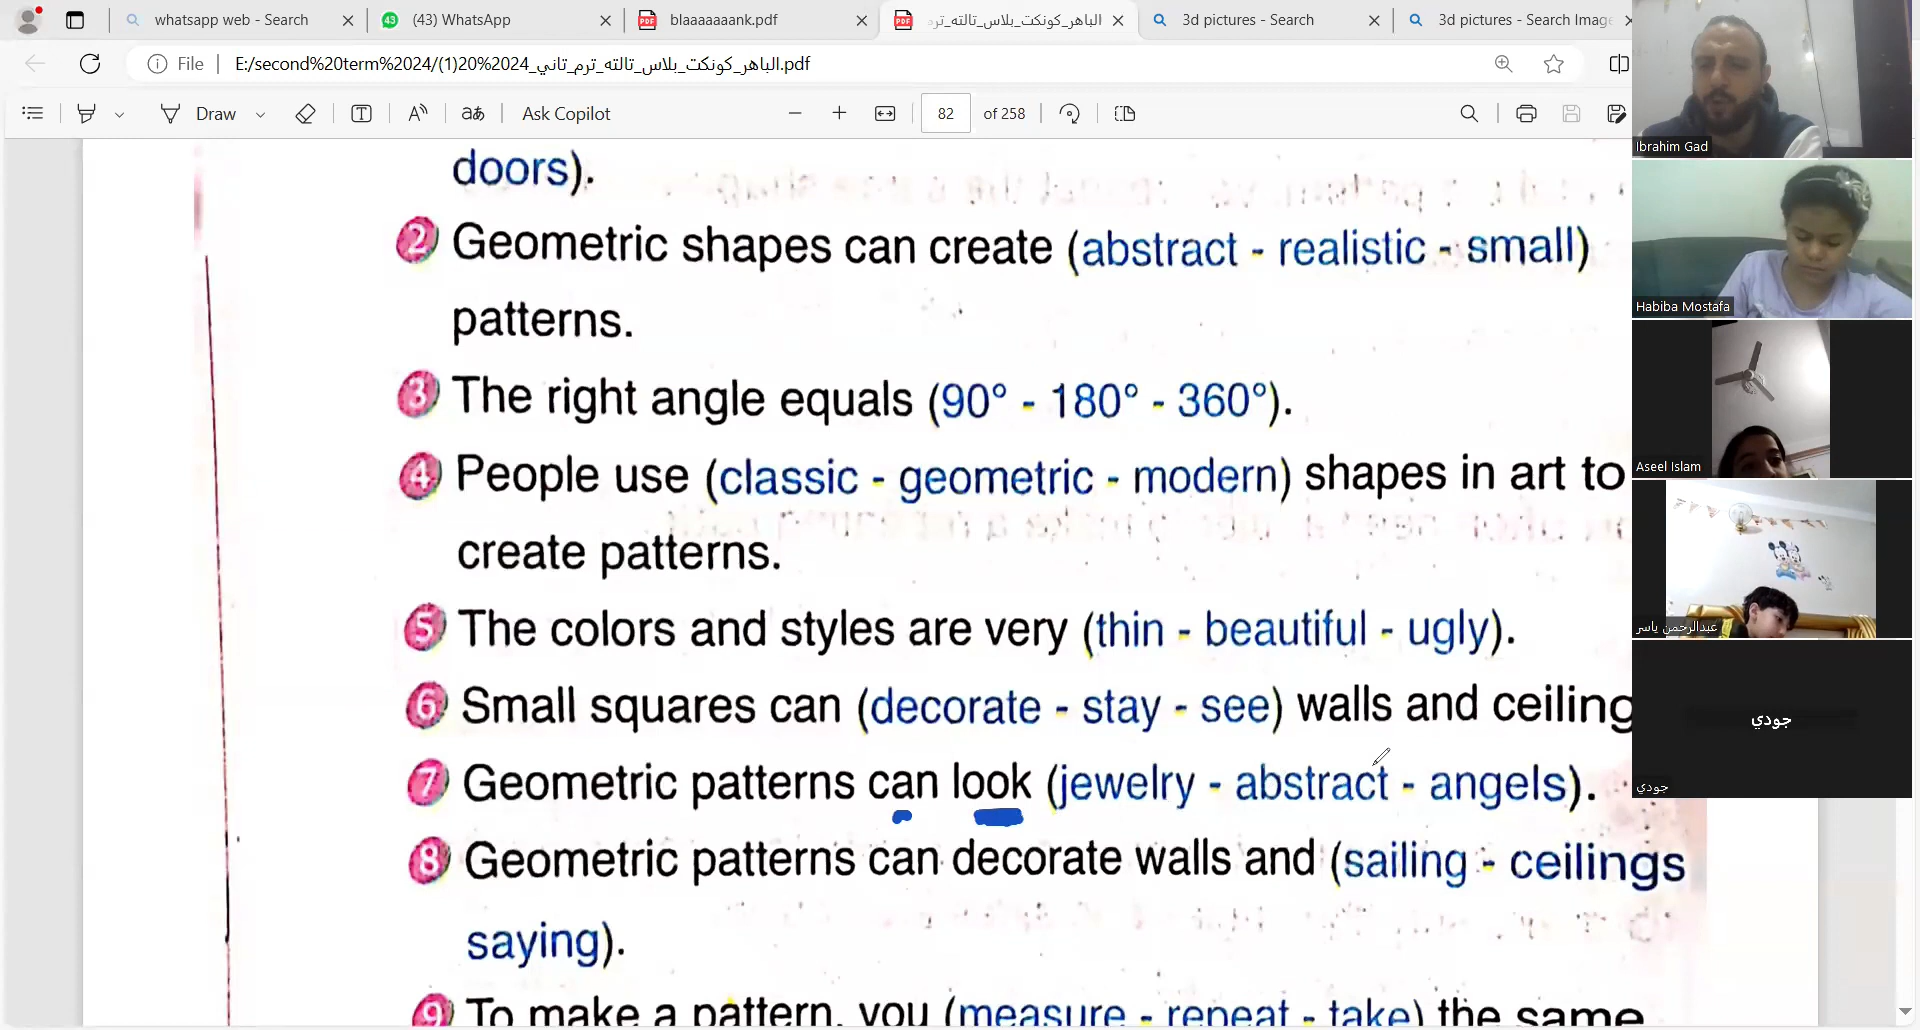 whatsapp web - Search
(43) WhatsApp
blaaaaaaank.pdf
الباهر_كونكت_بلاس_تالته_ترم
3d pictures - Search
3d pictures - Search Imag
File
E:/second%20term%2024/(1)20%2024_الباهر_كونكت_بلاس_تالته_ترم_تاني.pdf
Draw
aあ
Ask Copilot
82
of 258
doors).
2 Geometric shapes can create (abstract - realistic - small)
patterns.
3 The right angle equals (90° - 180° - 360°).
4 People use (classic - geometric - modern) shapes in art to
create patterns.
5 The colors and styles are very (thin - beautiful - ugly).
6 Small squares can (decorate - stay - see) walls and ceiling
7 Geometric patterns can look (jewelry - abstract - angels).
8 Geometric patterns can decorate walls and (sailing - ceilings
saying).
9 To make a pattern, you (measure - repeat - take) the same
Ibrahim Gad
Habiba Mostafa
Aseel Islam
عبدالرحمن ياسر
جودي
جودي